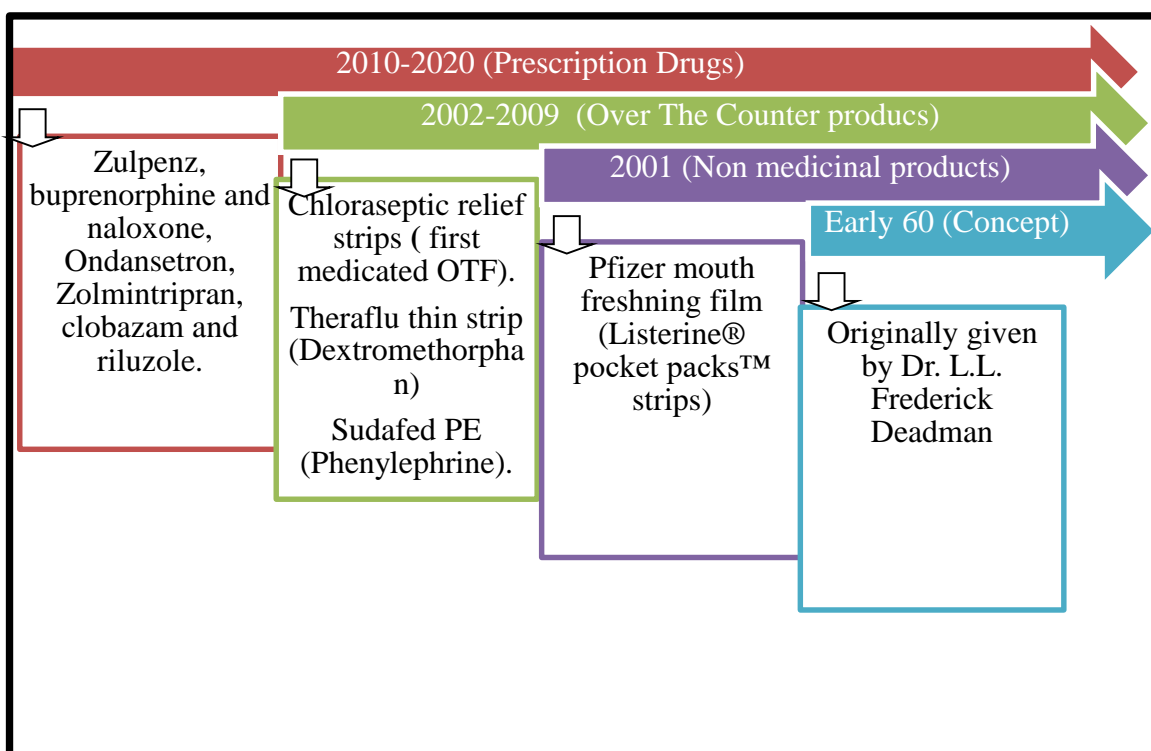 2010-2020 (Prescription Drugs)
2002-2009  (Over The Counter producs)
2001 (Non medicinal products)
Early 60 (Concept)
Zulpenz,
buprenorphine and
naloxone,
Ondansetron,
Zolmintripran,
clobazam and
riluzole.
Chloraseptic relief
strips ( first
medicated OTF).
Theraflu thin strip
(Dextromethorpha
n)
Sudafed PE
(Phenylephrine).
Pfizer mouth
freshning film
(Listerine®
pocket packs™
strips)
Originally given
by Dr. L.L.
Frederick
Deadman